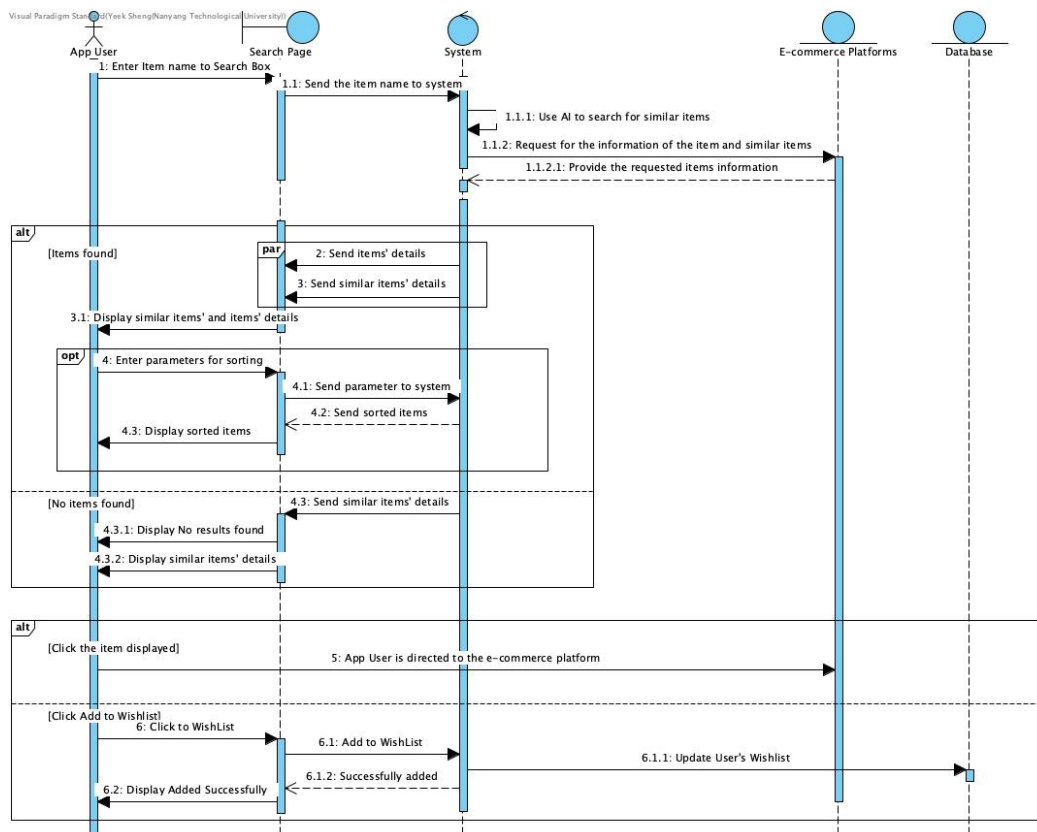 Visual Paradigm Standard(Yeek Sheng(Nanyang Technological University))
App User
Search Page
System
E-commerce Platforms
Database
1: Enter Item name to Search Box
1.1: Send the item name to system
1.1.1: Use AI to search for similar items
1.1.2: Request for the information of the item and similar items
1.1.2.1: Provide the requested items information
alt
[Items found]
par
2: Send items' details
3: Send similar items' details
3.1: Display similar items' and items' details
opt
4: Enter parameters for sorting
4.1: Send parameter to system
4.2: Send sorted items
4.3: Display sorted items
[No items found]
4.3: Send similar items' details
4.3.1: Display No results found
4.3.2: Display similar items' details
alt
[Click the item displayed]
5: App User is directed to the e-commerce platform
[Click Add to Wishlist]
6: Click to WishList
6.1: Add to WishList
6.1.1: Update User's Wishlist
6.1.2: Successfully added
6.2: Display Added Successfully